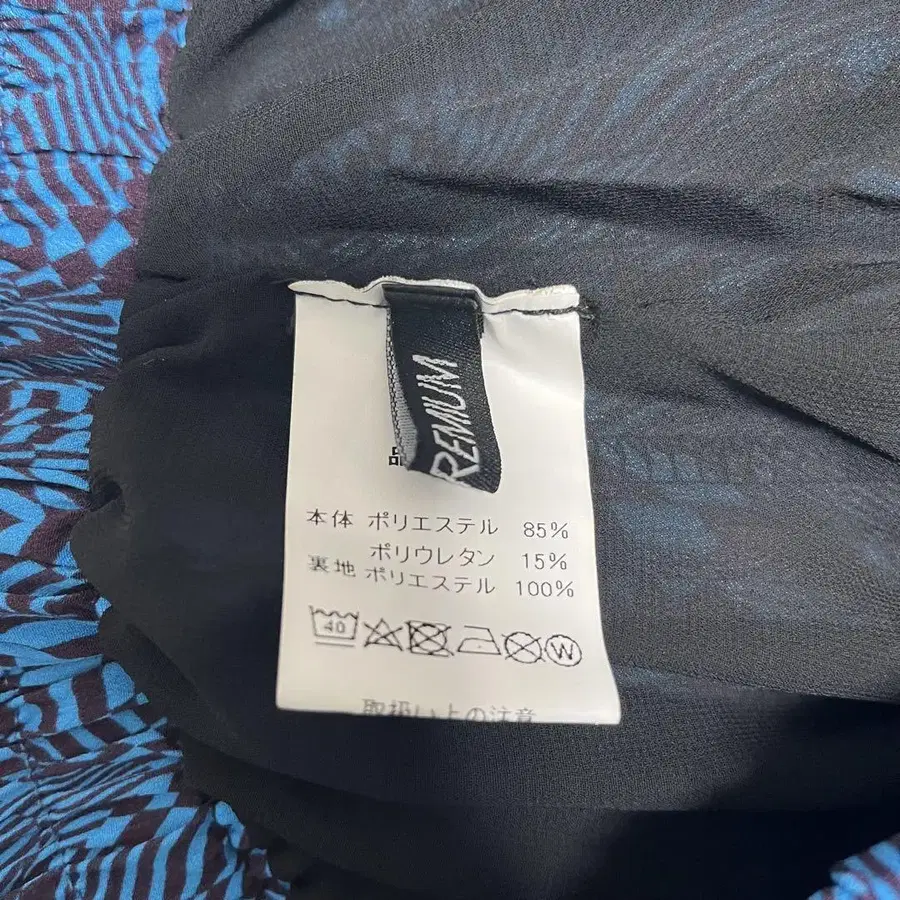 REMIUM
品
本体 ポリエステル 85%
ポリウレタン 15%
裏地 ポリエステル 100%
40 W
取扱い上の注意